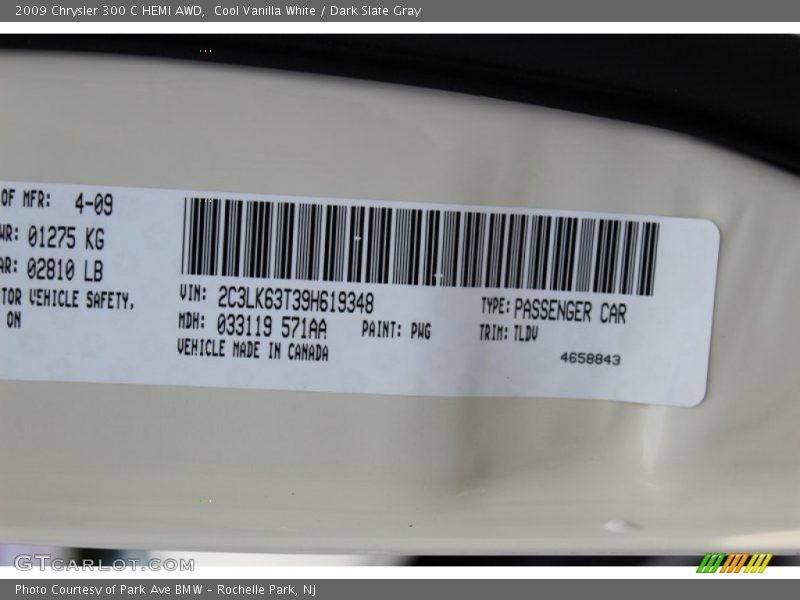 2009 Chrysler 300 C HEMI AWD, Cool Vanilla White / Dark Slate Gray
OF MFR: 4-09
WR: 01275 KG
AR: 02810 LB
TOR VEHICLE SAFETY,
ON
VIN: 2C3LK63T39H619348
TYPE: PASSENGER CAR
MDH: 033119 571AA
PAINT: PWG
TRIM: TLDV
VEHICLE MADE IN CANADA
4658843
GTcarlot.com
Photo Courtesy of Park Ave BMW - Rochelle Park, NJ